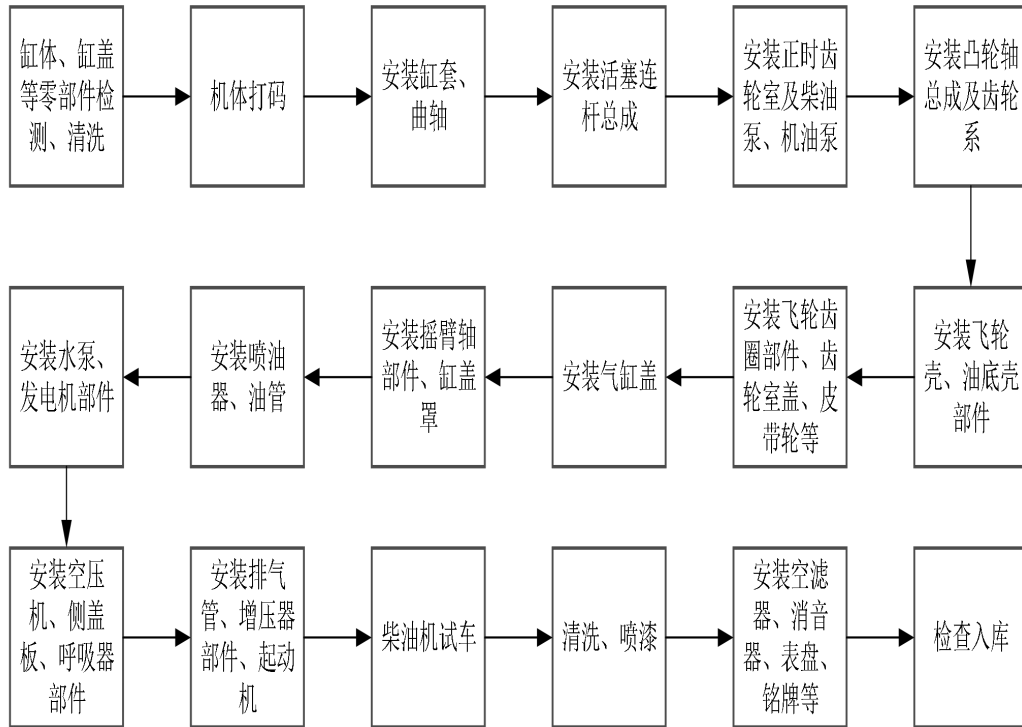 缸体、缸盖
等零部件检
测、清洗
机体打码
安装缸套、
曲轴
安装活塞连
杆总成
安装正时齿
轮室及柴油
泵、机油泵
安装凸轮轴
总成及齿轮
系
安装飞轮
壳、油底壳
部件
安装飞轮齿
圈部件、齿
轮室盖、皮
带轮等
安装气缸盖
安装摇臂轴
部件、缸盖
罩
安装喷油
器、油管
安装水泵、
发电机部件
安装空压
机、侧盖
板、呼吸器
部件
安装排气
管、增压器
部件、起动
机
柴油机试车
清洗、喷漆
安装空滤
器、消音
器、表盘、
铭牌等
检查入库